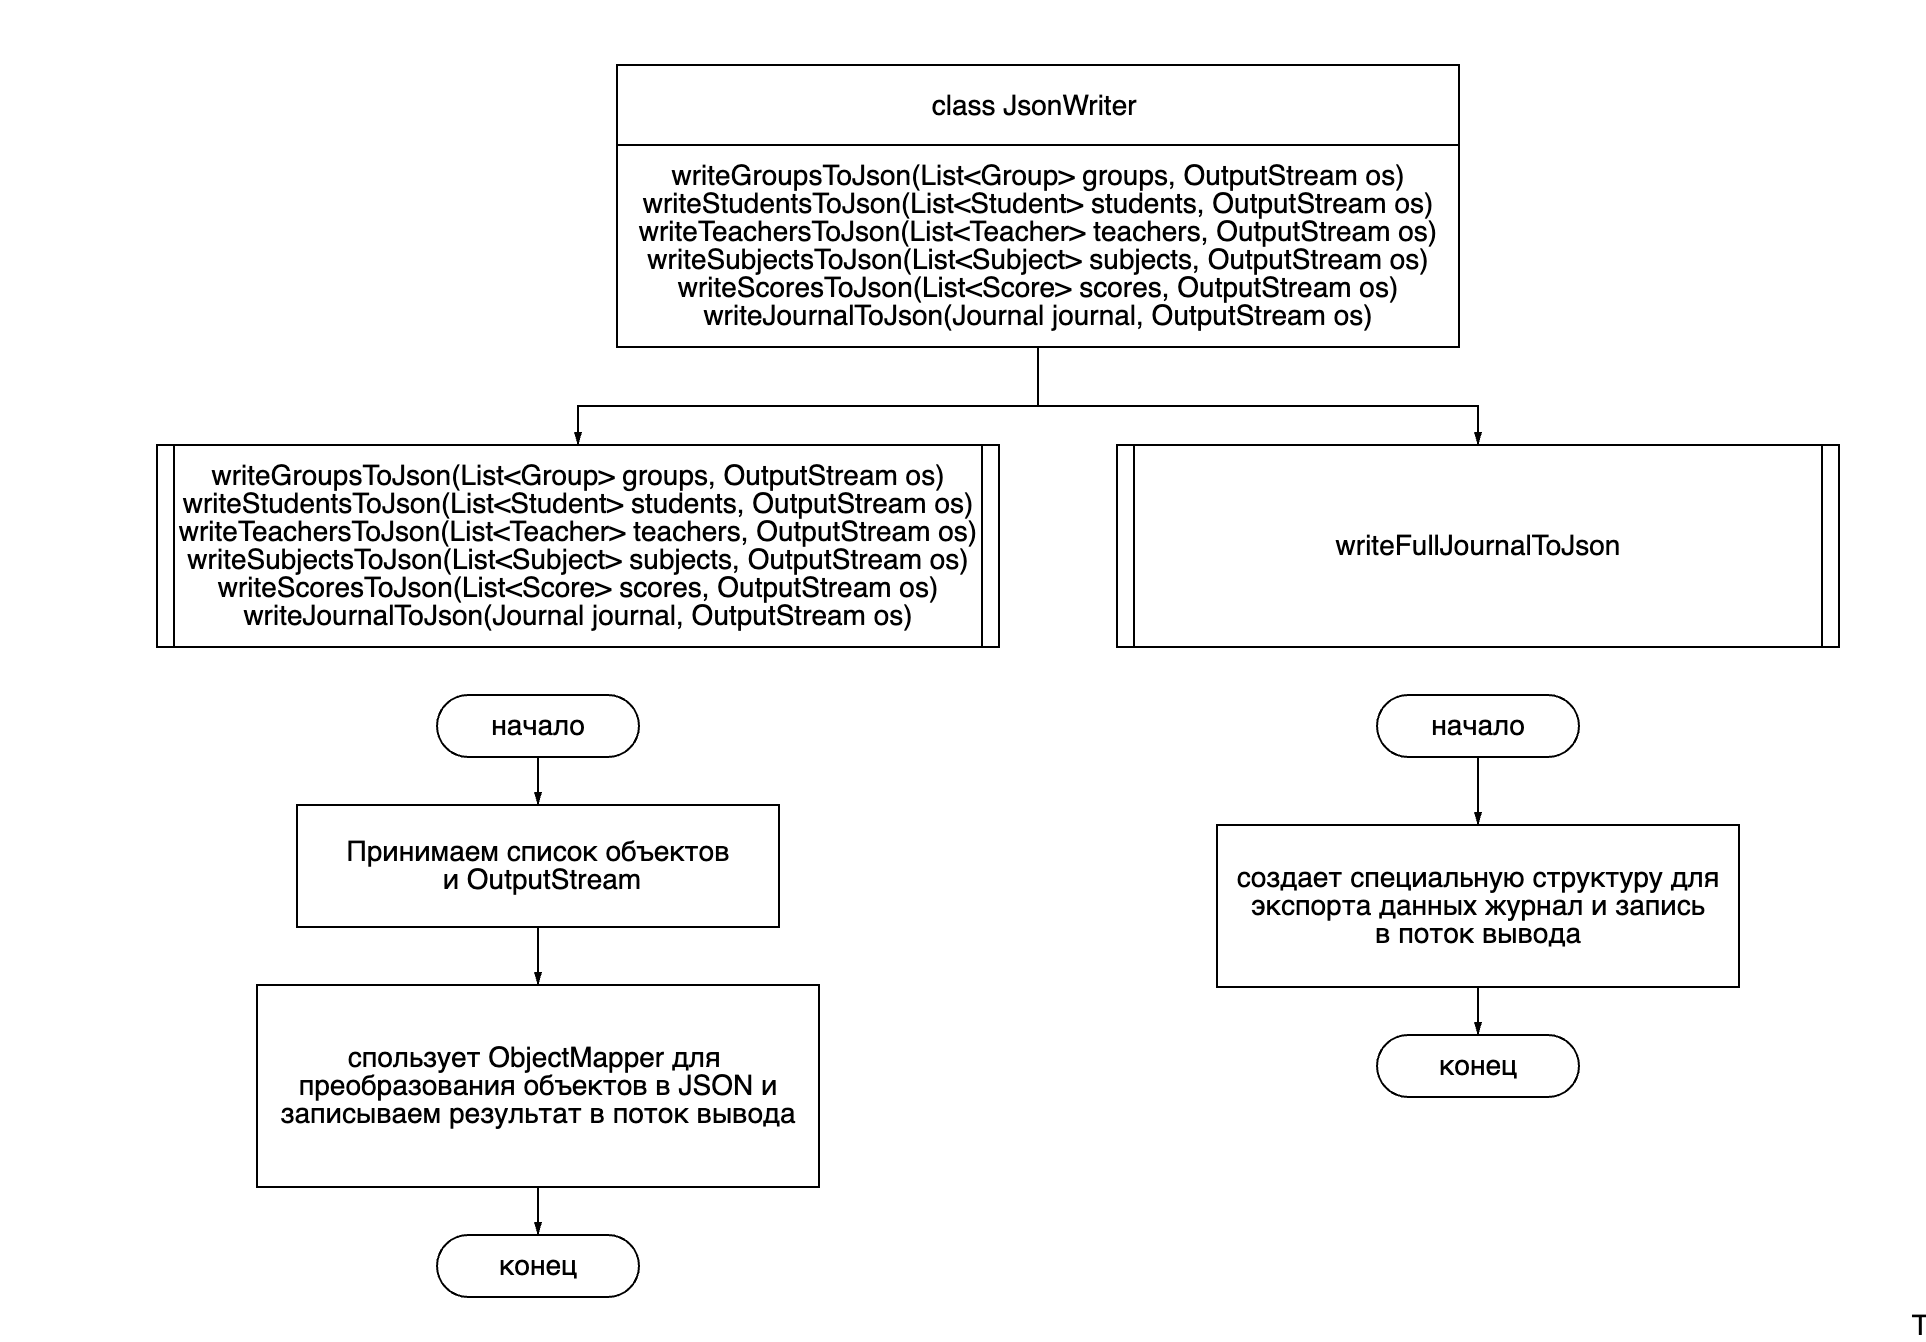 class JsonWriter
writeGroupsToJson(List<Group> groups, OutputStream os)
writeStudentsToJson(List<Student> students, OutputStream os)
writeTeachersToJson(List<Teacher> teachers, OutputStream os)
writeSubjectsToJson(List<Subject> subjects, OutputStream os)
writeScoresToJson(List<Score> scores, OutputStream os)
writeJournalToJson(Journal journal, OutputStream os)
writeGroupsToJson(List<Group> groups, OutputStream os)
writeStudentsToJson(List<Student> students, OutputStream os)
writeTeachersToJson(List<Teacher> teachers, OutputStream os)
writeSubjectsToJson(List<Subject> subjects, OutputStream os)
writeScoresToJson(List<Score> scores, OutputStream os)
writeJournalToJson(Journal journal, OutputStream os)
writeFullJournalToJson
начало
Принимаем список объектов
и OutputStream
спользует ObjectMapper для
преобразования объектов в JSON и
записываем результат в поток вывода
конец
начало
создает специальную структуру для
экспорта данных журнал и запись
в поток вывода
конец